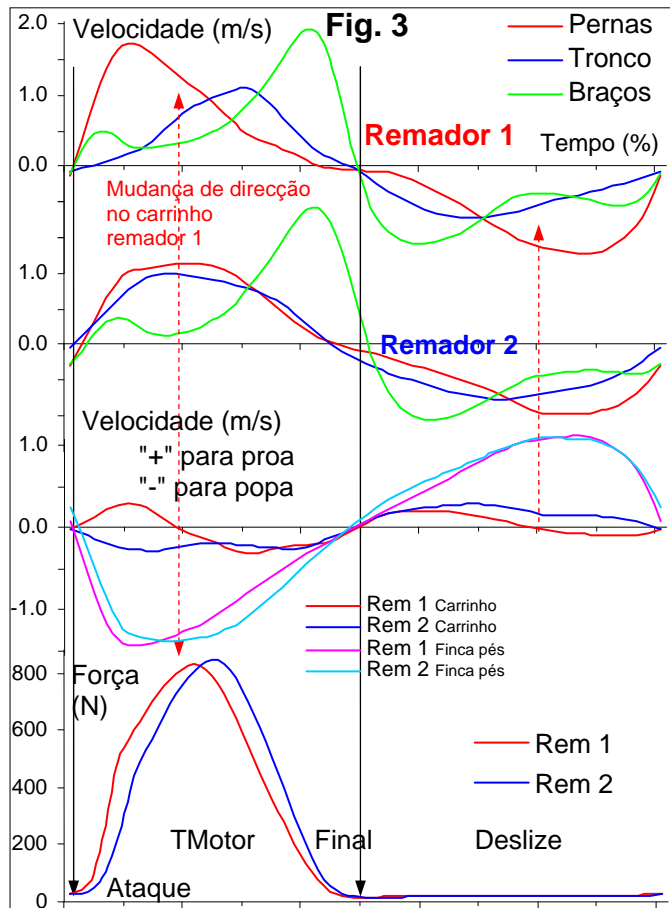 2.0
Velocidade (m/s)
Fig. 3
Pernas
Tronco
Braços
1.0
0.0
Remador 1
Tempo (%)
Mudança de direcção
no carrinho
remador 1
1.0
0.0
Remador 2
Velocidade (m/s)
"+" para proa
"-" para popa
1.0
0.0
-1.0
Rem 1 Carrinho
Rem 2 Carrinho
Rem 1 Finca pés
Rem 2 Finca pés
800
Força
(N)
600
Rem 1
Rem 2
400
200
TMotor
Final
Deslize
0
Ataque